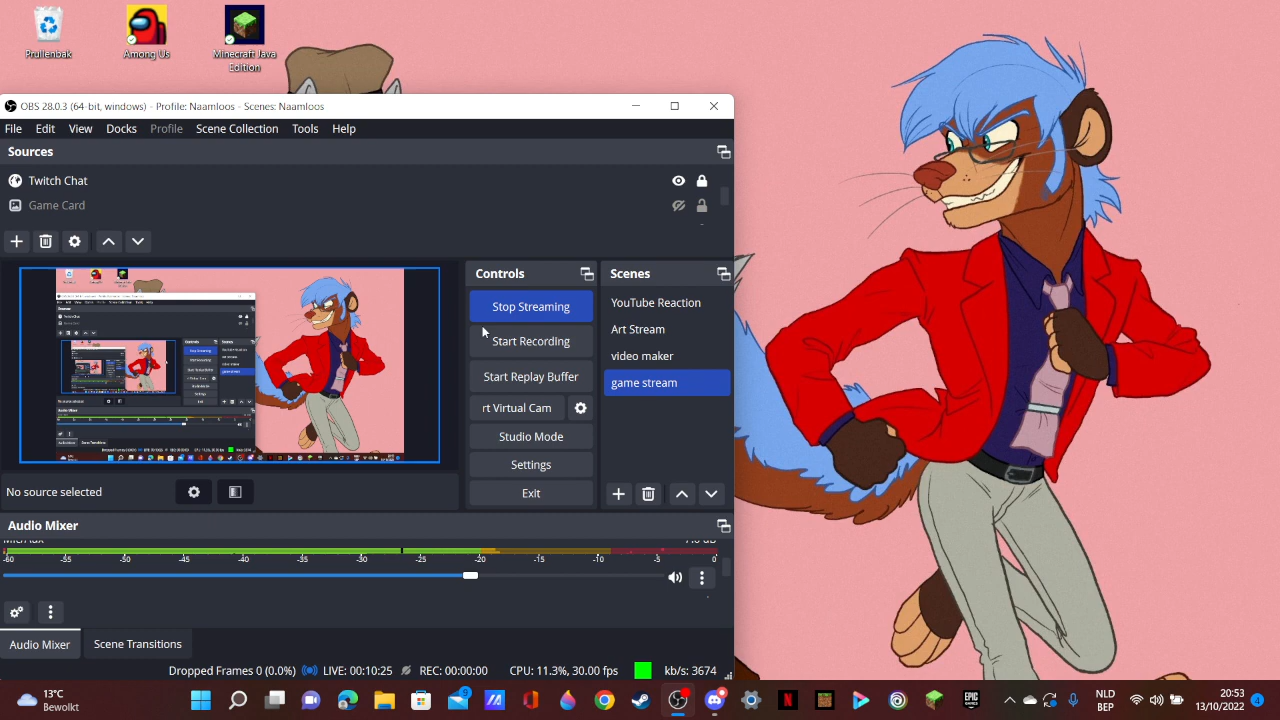 Prullenbak
Among Us
Minecraft Java
Edition
OBS 28.0.3 (64-bit, windows) - Profile: Naamloos - Scenes: Naamloos
File Edit View Docks Profile Scene Collection Tools Help
Sources
Twitch Chat
Game Card
Controls
Stop Streaming
Start Recording
Start Replay Buffer
rt Virtual Cam
Studio Mode
Settings
Exit
Scenes
YouTube Reaction
Art Stream
video maker
game stream
No source selected
Audio Mixer
-60 -55 -50 -45 -40 -35 -30 -25 -20 -15 -10 -5 0
Audio Mixer Scene Transitions
Dropped Frames 0 (0.0%) LIVE: 00:10:25 REC: 00:00:00 CPU: 11.3%, 30.00 fps kb/s: 3674
13°C
Bewolkt
9
EPIC
GAMES
NLD
BEP
20:53
13/10/2022
4